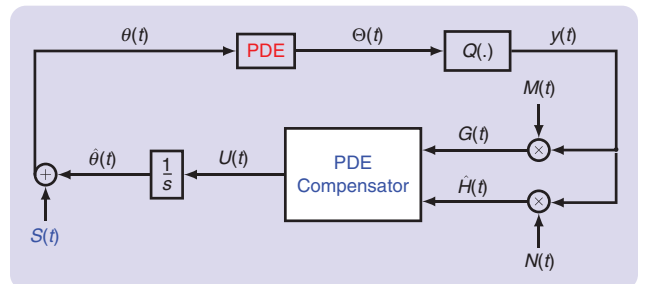 θ(t)
PDE
Θ(t)
Q(.)
y(t)
M(t)
G(t)
×
PDE
Compensator
U(t)
1
s
θ̂(t)
+
Ĥ(t)
×
S(t)
N(t)